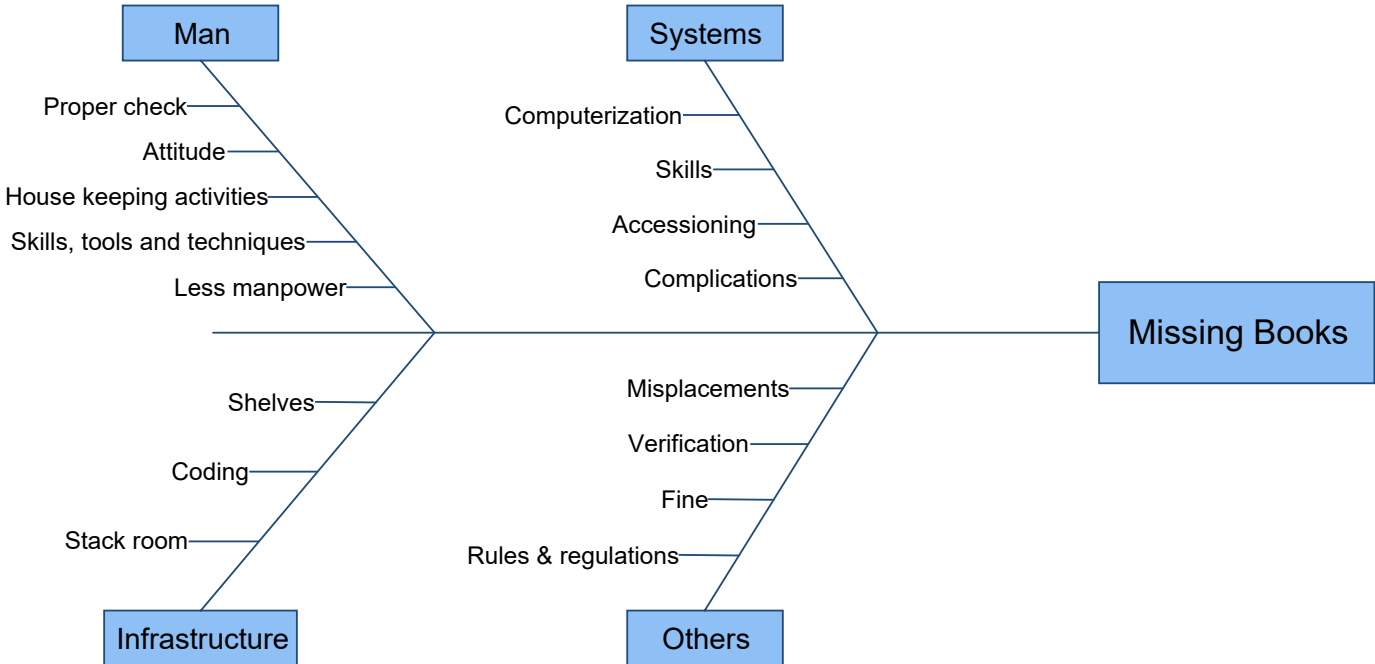 Man
Systems
Proper check
Attitude
House keeping activities
Skills, tools and techniques
Less manpower
Computerization
Skills
Accessioning
Complications
Missing Books
Shelves
Coding
Stack room
Misplacements
Verification
Fine
Rules & regulations
Infrastructure
Others